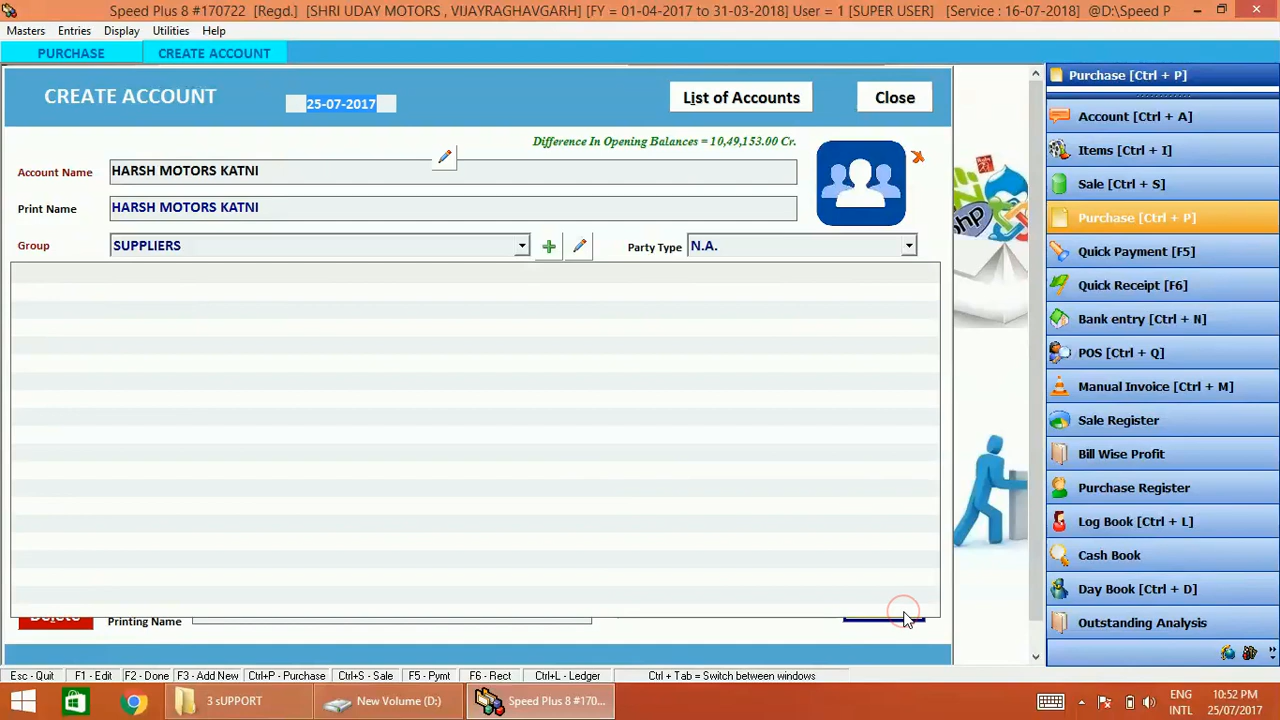 Speed Plus 8 #170722 [Regd.] [SHRI UDAY MOTORS , VIJAYRAGHAVGARH] [FY = 01-04-2017 to 31-03-2018] User = 1 [SUPER USER] [Service : 16-07-2018] @D:\Speed P
Masters Entries Display Utilities Help
PURCHASE CREATE ACCOUNT
Purchase [Ctrl + P]
CREATE ACCOUNT 25-07-2017 List of Accounts Close
Account [Ctrl + A]
Difference In Opening Balances = 10,49,153.00 Cr.
Items [Ctrl + I]
Account Name HARSH MOTORS KATNI
Sale [Ctrl + S]
Print Name HARSH MOTORS KATNI
Purchase [Ctrl + P]
Group SUPPLIERS Party Type N.A.
Quick Payment [F5]
Quick Receipt [F6]
Bank entry [Ctrl + N]
POS [Ctrl + Q]
Manual Invoice [Ctrl + M]
Sale Register
Bill Wise Profit
Purchase Register
Log Book [Ctrl + L]
Cash Book
Day Book [Ctrl + D]
Outstanding Analysis
Delete Printing Name
Esc - Quit F1 - Edit F2 - Done F3 - Add New Ctrl+P - Purchase Ctrl+S - Sale F5 - Pymt F6 - Rect Ctrl+L - Ledger Ctrl + Tab = Switch between windows
3 sUPPORT New Volume (D:) Speed Plus 8 #170... ENG INTL 10:52 PM 25/07/2017